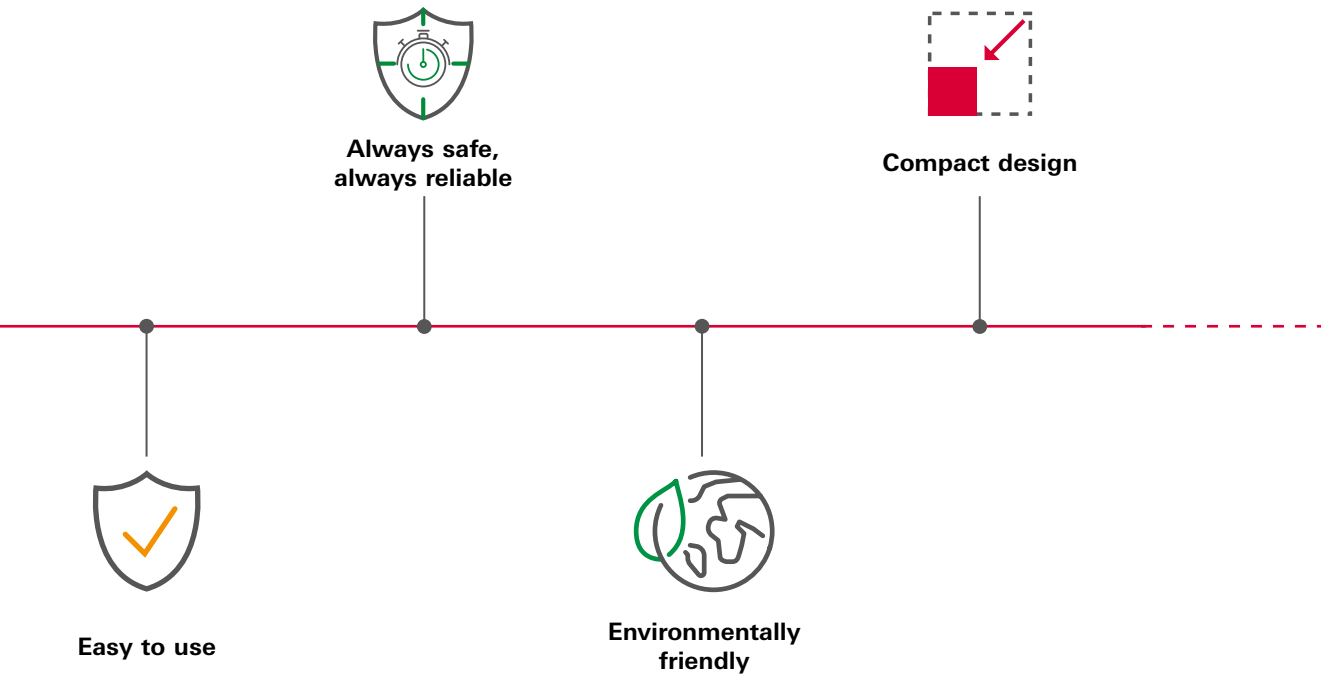 Always safe,
always reliable
Compact design
Easy to use
Environmentally
friendly